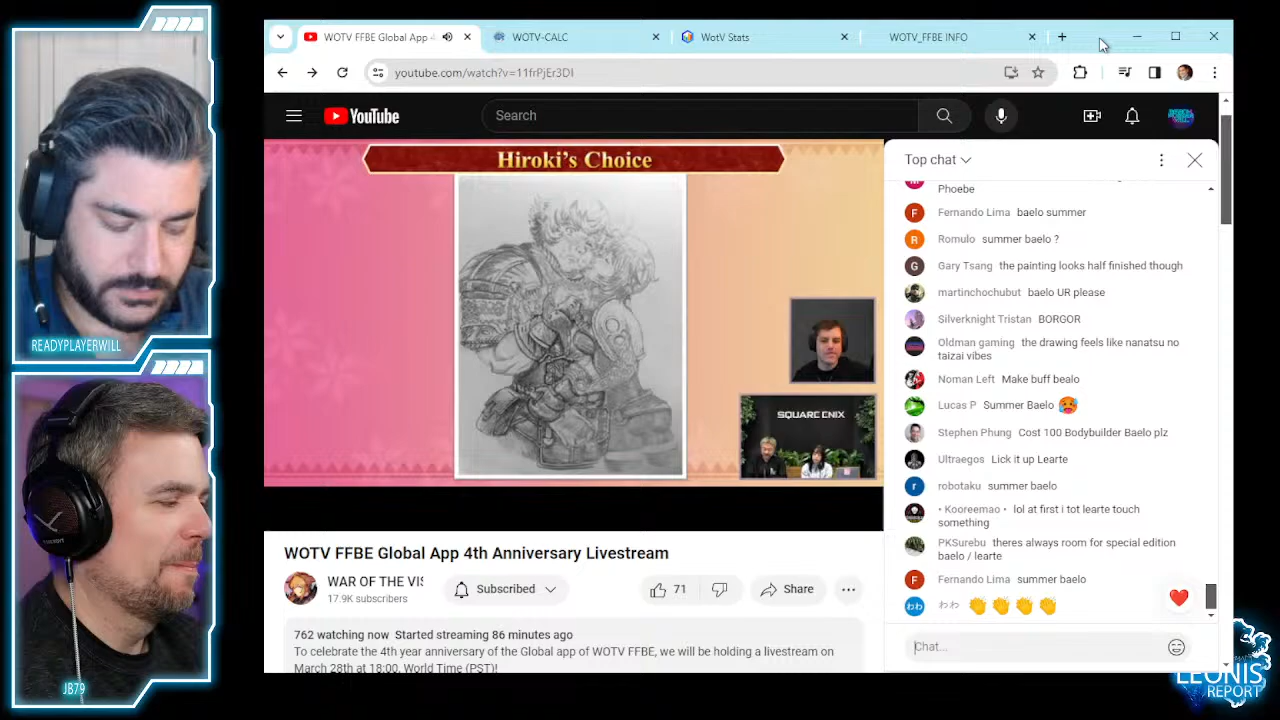 WOTV FFBE Global App 4
WOTV-CALC
WotV Stats
WOTV_FFBE INFO
youtube.com/watch?v=11frPjEr3DI
YouTube
Search
Hiroki's Choice
SQUARE ENIX
Top chat
Phoebe
Fernando Lima baelo summer
Romulo summer baelo ?
Gary Tsang the painting looks half finished though
martinchochubut baelo UR please
Silverknight Tristan BORGOR
Oldman gaming the drawing feels like nanatsu no
taizai vibes
Noman Left Make buff bealo
Lucas P Summer Baelo 🥵
Stephen Phung Cost 100 Bodybuilder Baelo plz
Ultraegos Lick it up Learte
robotaku summer baelo
• Kooreemao • lol at first i tot learte touch
something
PKSurebu theres always room for special edition
baelo / learte
Fernando Lima summer baelo
わわ 👏👏👏👏
Chat...
WOTV FFBE Global App 4th Anniversary Livestream
WAR OF THE VIS
17.9K subscribers
Subscribed
71
Share
762 watching now Started streaming 86 minutes ago
To celebrate the 4th year anniversary of the Global app of WOTV FFBE, we will be holding a livestream on
March 28th at 18:00, World Time (PST)!
READYPLAYERWILL
JB79
LEONIS
REPORT